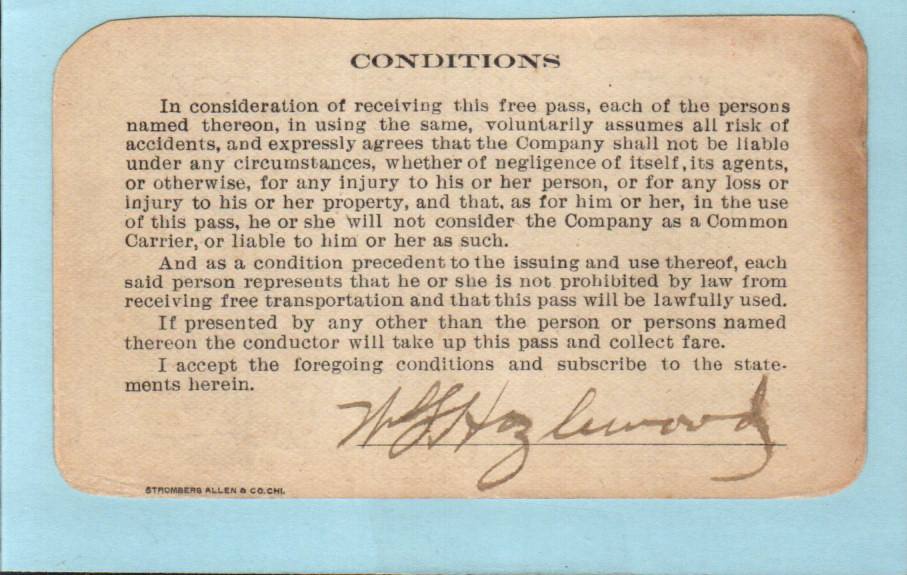 CONDITIONS
In consideration of receiving this free pass, each of the persons
named thereon, in using the same, voluntarily assumes all risk of
accidents, and expressly agrees that the Company shall not be liable
under any circumstances, whether of negligence of itself, its agents,
or otherwise, for any injury to his or her person, or for any loss or
injury to his or her property, and that, as for him or her, in the use
of this pass, he or she will not consider the Company as a Common
Carrier, or liable to him or her as such.
And as a condition precedent to the issuing and use thereof, each
said person represents that he or she is not prohibited by law from
receiving free transportation and that this pass will be lawfully used.
If presented by any other than the person or persons named
thereon the conductor will take up this pass and collect fare.
I accept the foregoing conditions and subscribe to the state-
ments herein.
Hazlewood
STROMBERG ALLEN & CO. CHI.